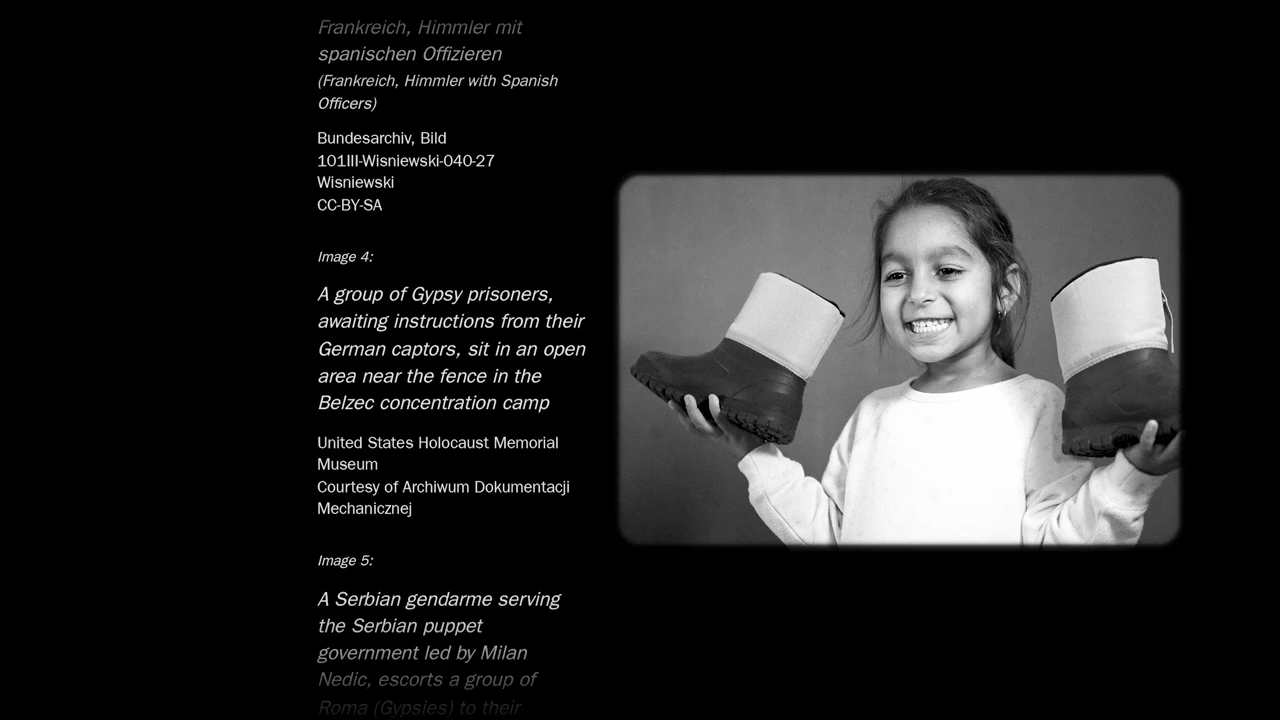 Frankreich, Himmler mit
spanischen Offizieren
(Frankreich, Himmler with Spanish
Officers)
Bundesarchiv, Bild
101III-Wisniewski-040-27
Wisniewski
CC-BY-SA
Image 4:
A group of Gypsy prisoners,
awaiting instructions from their
German captors, sit in an open
area near the fence in the
Belzec concentration camp
United States Holocaust Memorial
Museum
Courtesy of Archiwum Dokumentacji
Mechanicznej
Image 5:
A Serbian gendarme serving
the Serbian puppet
government led by Milan
Nedic, escorts a group of
Roma (Gypsies) to their